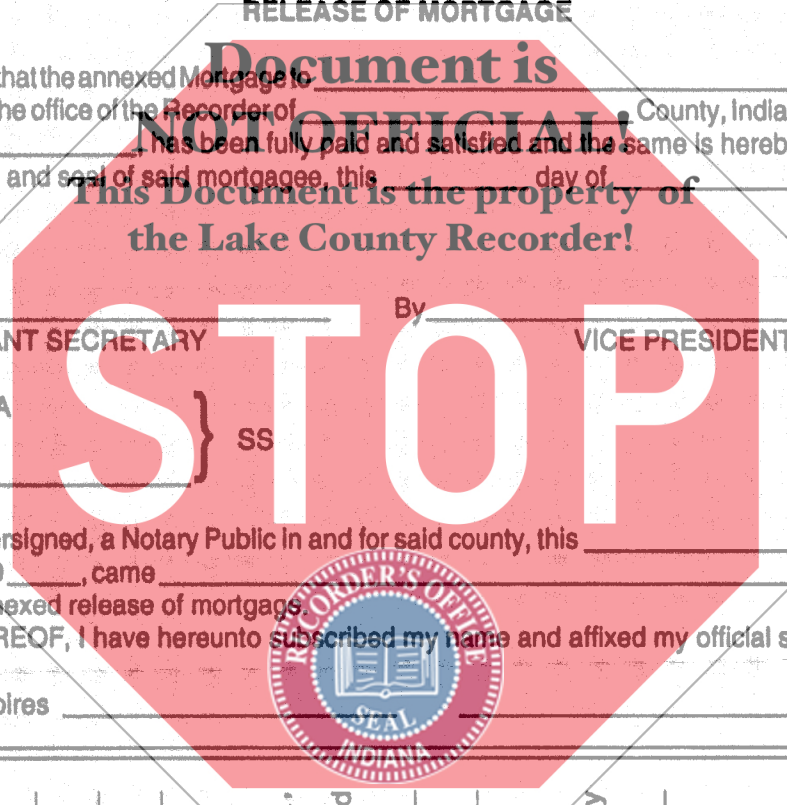 RELEASE OF MORTGAGE
Document is
that the annexed Mortgage to
he office of the Recorder of County, India
NOT OFFICIAL!
, has been fully paid and satisfied and the same is hereb
and seal of said mortgagee, this day of
This Document is the property of
the Lake County Recorder!
By
ANT SECRETARY VICE PRESIDENT
STOP
A
} SS
rsigned, a Notary Public in and for said county, this
, came
nexed release of mortgage.
REOF, I have hereunto subscribed my name and affixed my official s
pires
RECORDER'S OFFICE
SEAL
INDIANA